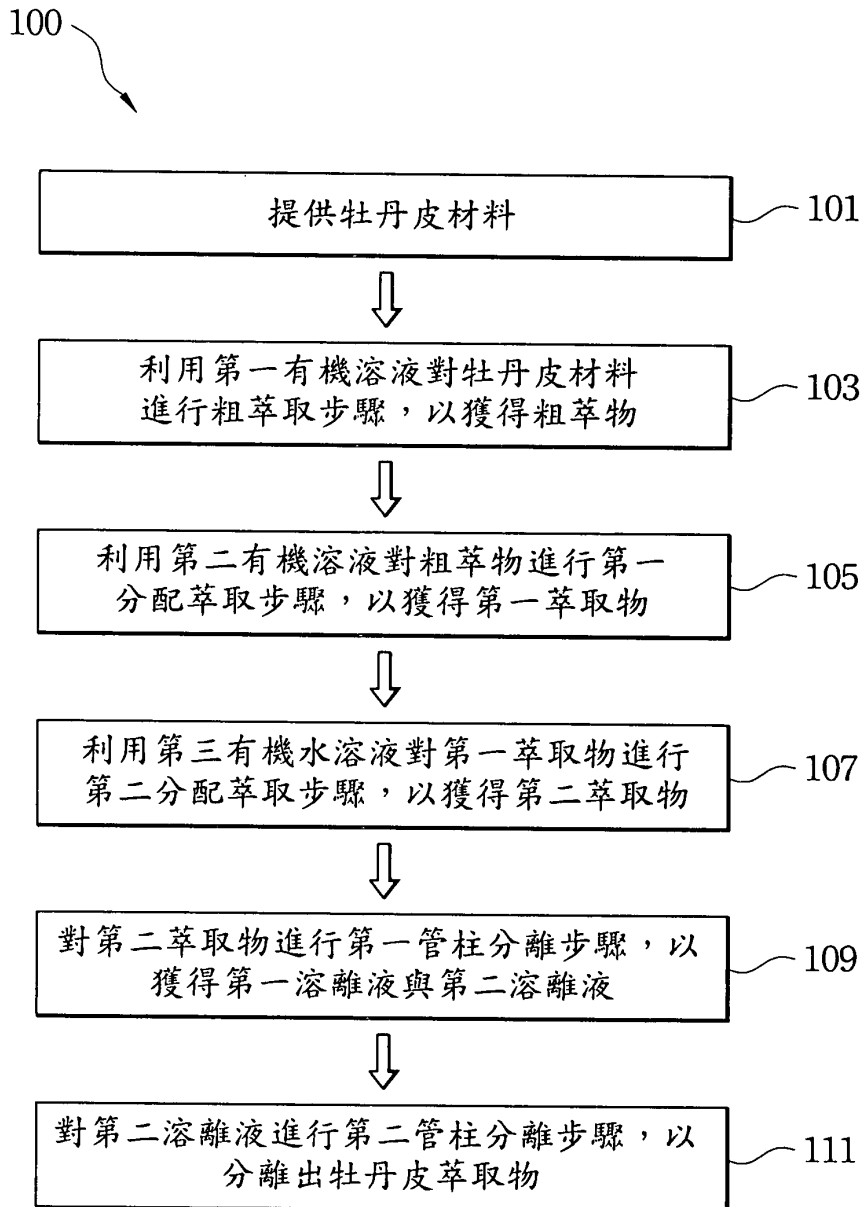 100
提供牡丹皮材料
101
利用第一有機溶液對牡丹皮材料
進行粗萃取步驟，以獲得粗萃物
103
利用第二有機溶液對粗萃物進行第一
分配萃取步驟，以獲得第一萃取物
105
利用第三有機水溶液對第一萃取物進行
第二分配萃取步驟，以獲得第二萃取物
107
對第二萃取物進行第一管柱分離步驟，以
獲得第一溶離液與第二溶離液
109
對第二溶離液進行第二管柱分離步驟，以
分離出牡丹皮萃取物
111